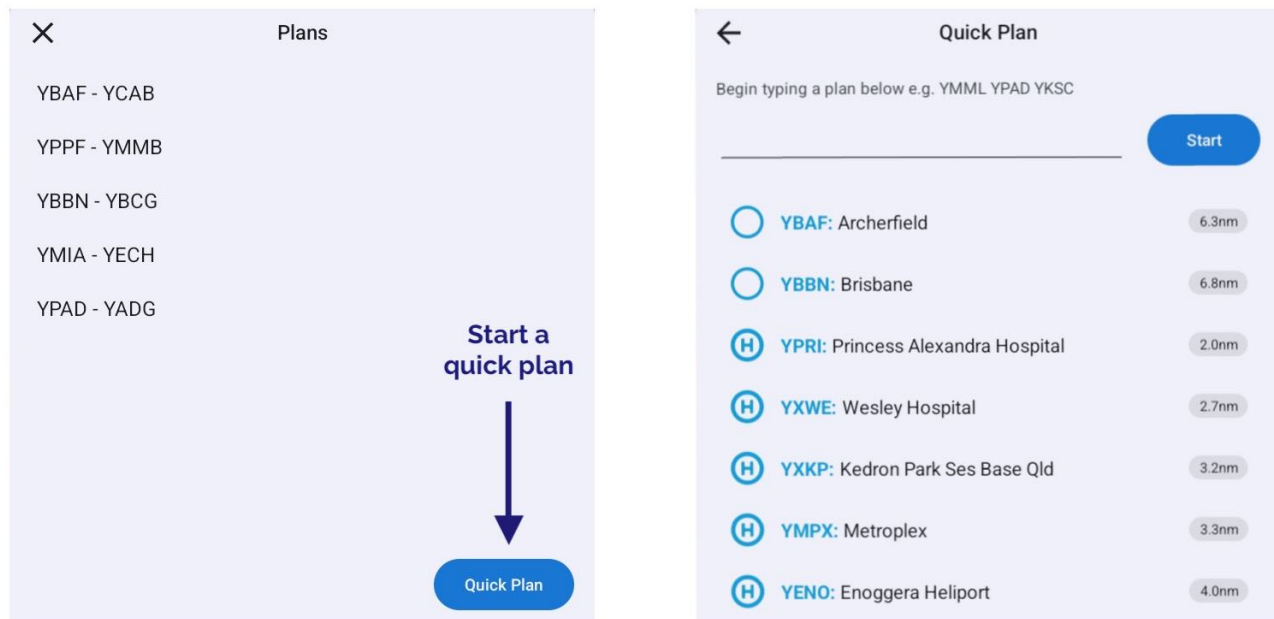 Plans
YBAF - YCAB
YPPF - YMMB
YBBN - YBCG
YMIA - YECH
YPAD - YADG
Start a
quick plan
Quick Plan
Quick Plan
Begin typing a plan below e.g. YMML YPAD YKSC
Start
YBAF: Archerfield 6.3nm
YBBN: Brisbane 6.8nm
H YPRI: Princess Alexandra Hospital 2.0nm
H YXWE: Wesley Hospital 2.7nm
H YXKP: Kedron Park Ses Base Qld 3.2nm
H YMPX: Metroplex 3.3nm
H YENO: Enoggera Heliport 4.0nm